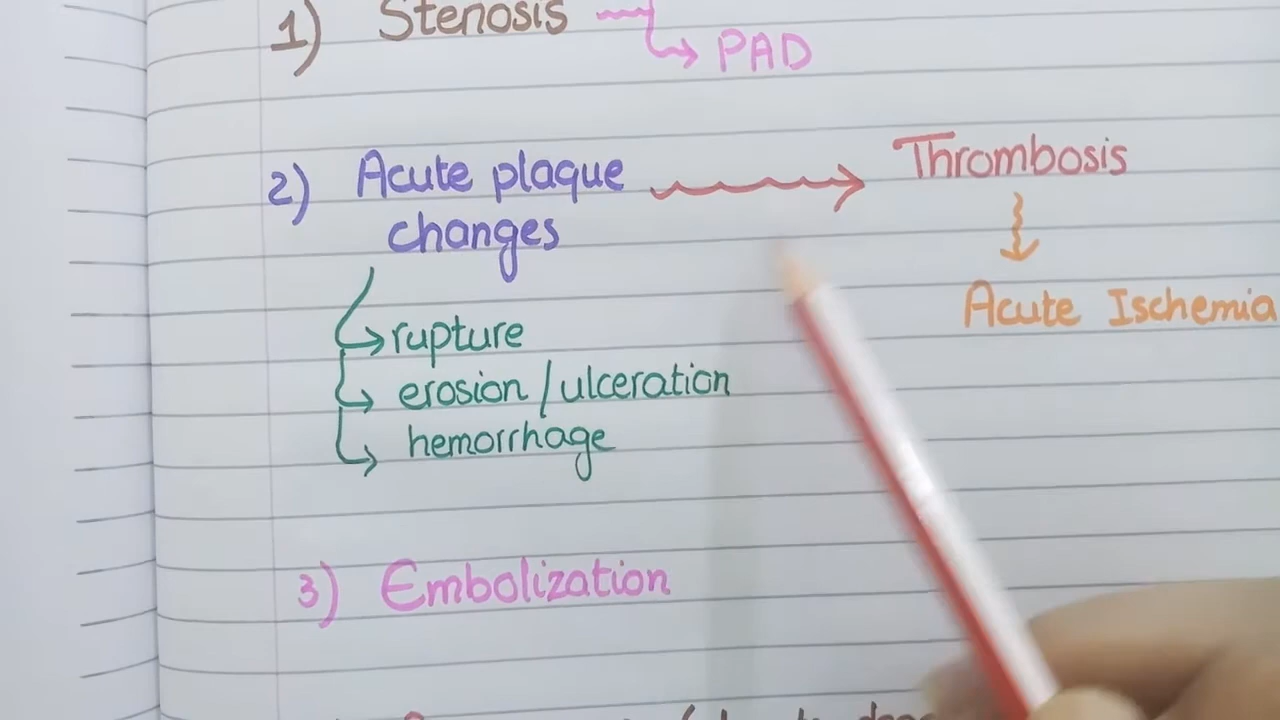 1) Stenosis
PAD
2) Acute plaque Thrombosis
changes
Acute Ischemia
rupture
erosion / ulceration
hemorrhage
3) Embolization